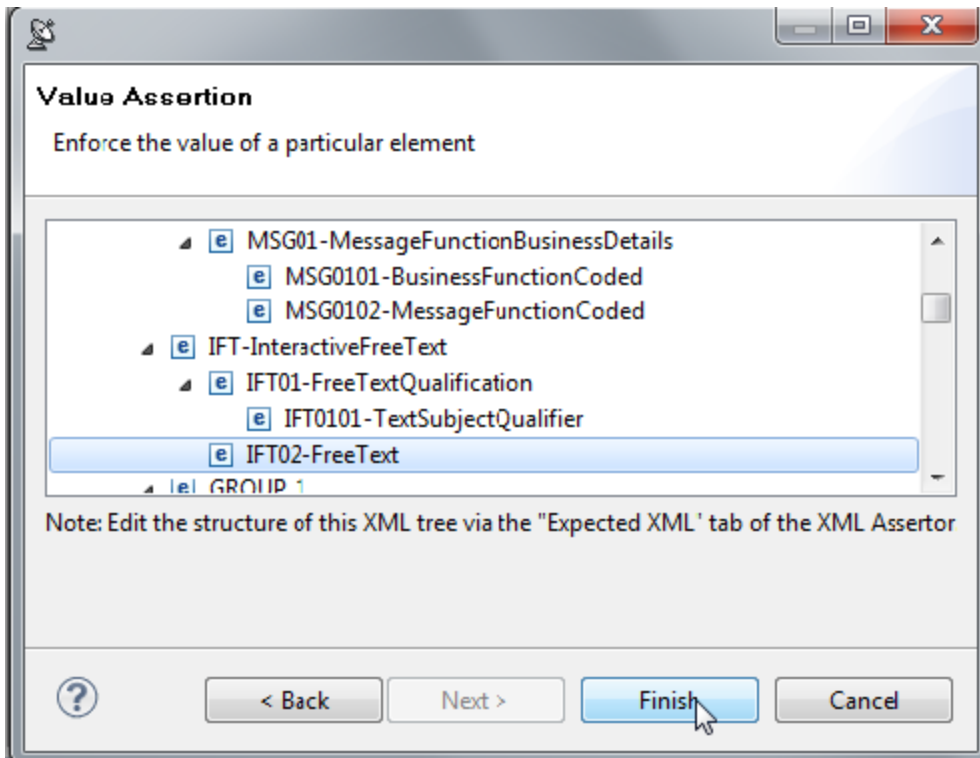 Value Assertion
Enforce the value of a particular element
e MSG01-MessageFunctionBusinessDetails
e MSG0101-BusinessFunctionCoded
e MSG0102-MessageFunctionCoded
e IFT-InteractiveFreeText
e IFT01-FreeTextQualification
e IFT0101-TextSubjectQualifier
e IFT02-FreeText
e GROUP 1
Note: Edit the structure of this XML tree via the "Expected XML" tab of the XML Assertor
? < Back Next > Finish Cancel